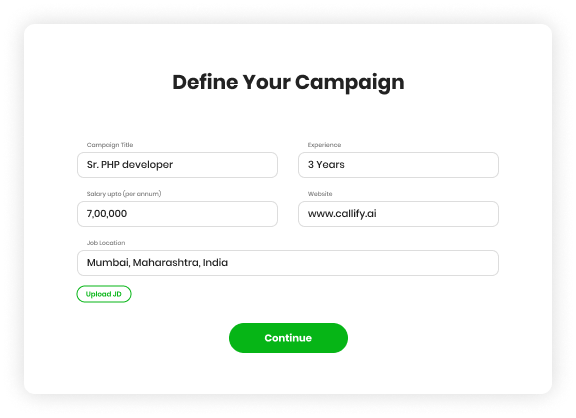 Define Your Campaign
Campaign Title
Experience
Sr. PHP developer
3 Years
Salary upto (per annum)
Website
7,00,000
www.callify.ai
Job Location
Mumbai, Maharashtra, India
Upload JD
Continue